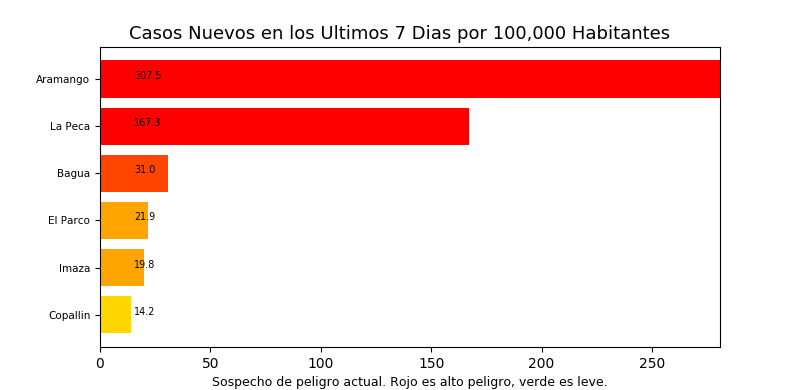 Casos Nuevos en los Ultimos 7 Dias por 100,000 Habitantes
Aramango 307.5
La Peca 167.3
Bagua 31.0
El Parco 21.9
Imaza 19.8
Copallin 14.2
0 50 100 150 200 250
Sospecho de peligro actual. Rojo es alto peligro, verde es leve.